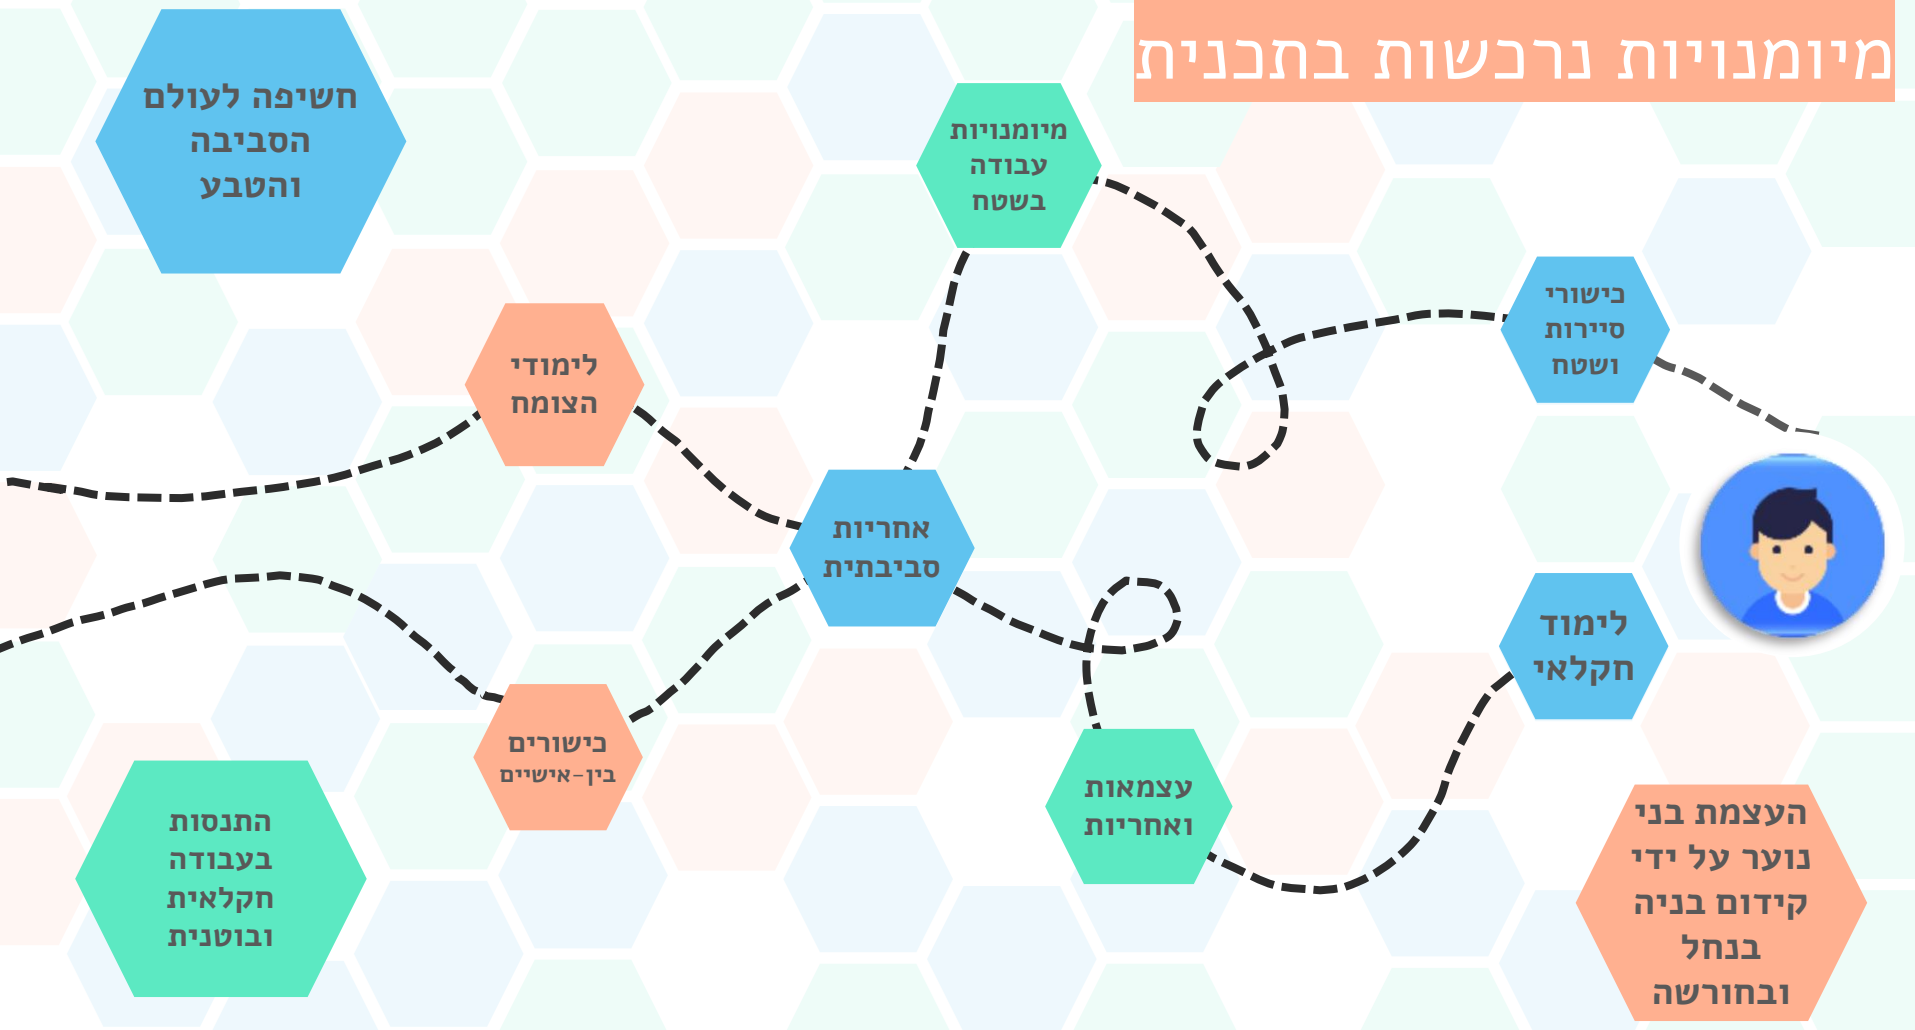 מיומנויות נרכשות בתכנית
כישורי
סיירות
ושטח
מיומנויות
עבודה
בשטח
חשיפה לעולם
הסביבה
והטבע
לימודי
הצומח
אחריות
סביבתית
לימוד
חקלאי
עצמאות
ואחריות
כישורים
בין-אישיים
העצמת בני
נוער על ידי
קידום בניה
בנחל
ובחורשה
התנסות
בעבודה
חקלאית
ובוטנית